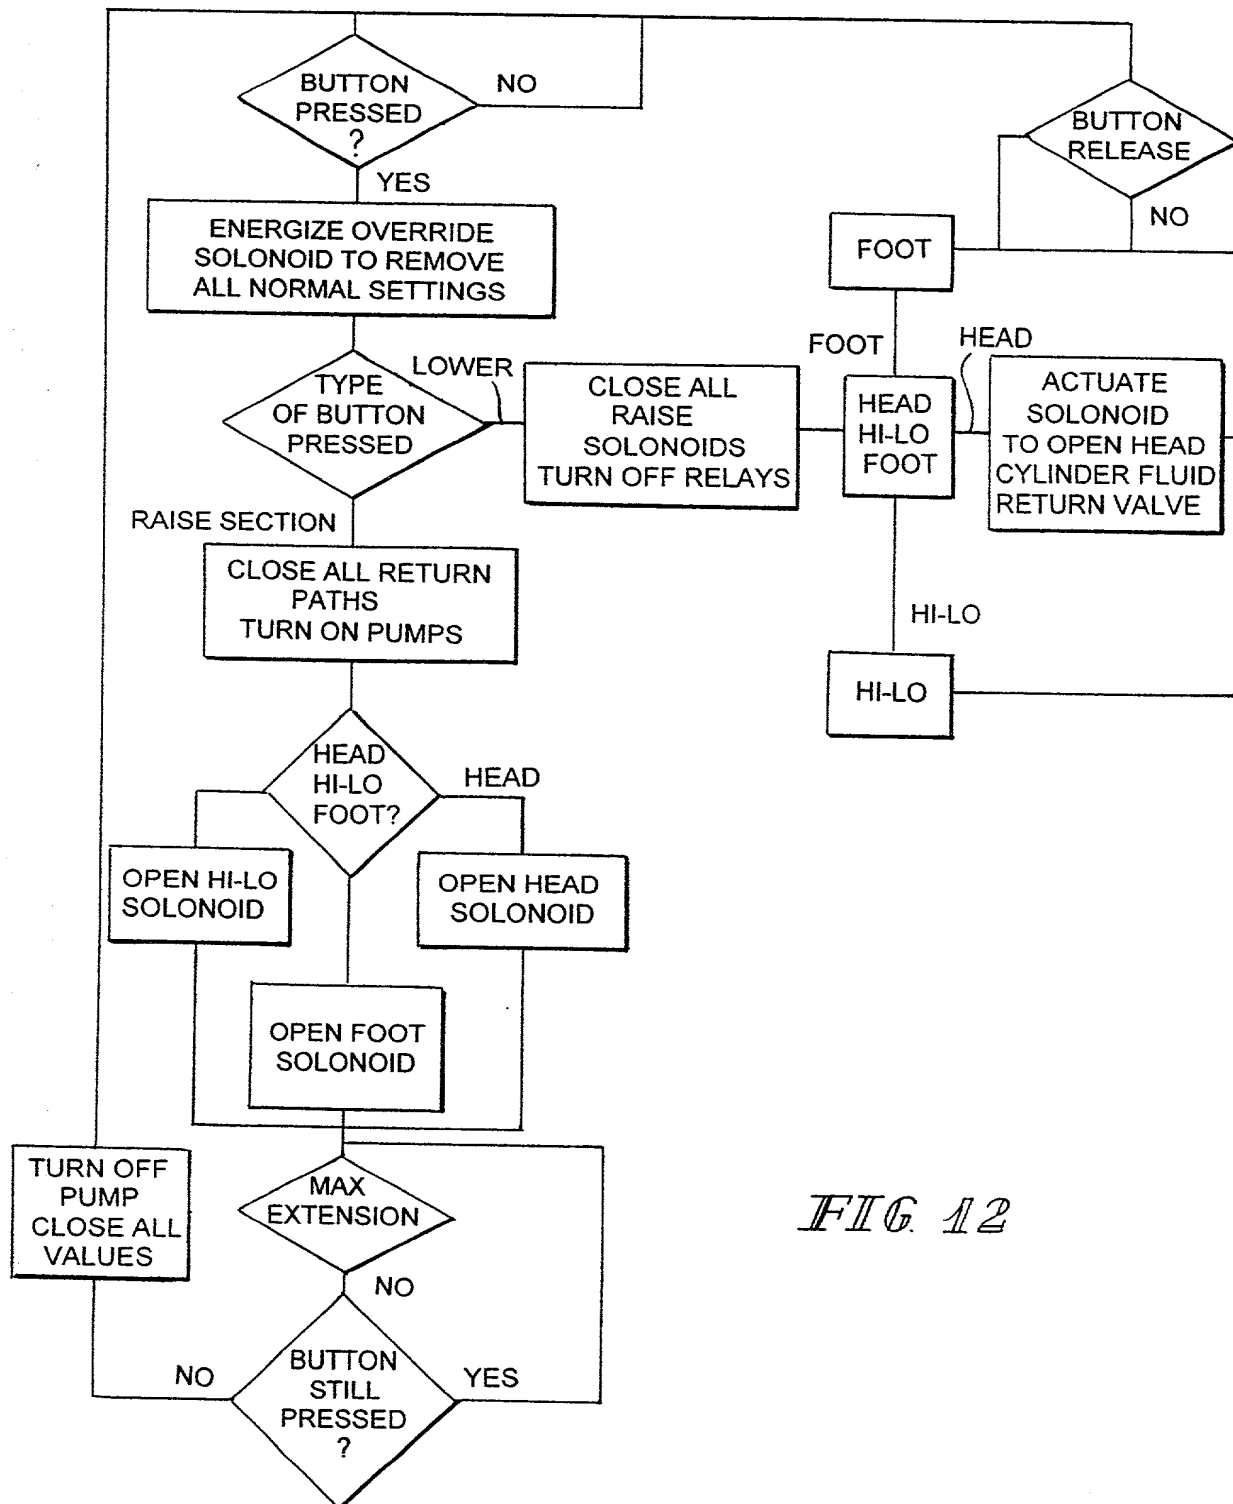 BUTTON
PRESSED
?
NO
YES
BUTTON
RELEASE
NO
ENERGIZE OVERRIDE
SOLONOID TO REMOVE
ALL NORMAL SETTINGS
FOOT
TYPE
OF BUTTON
PRESSED
LOWER
CLOSE ALL
RAISE
SOLONOIDS
TURN OFF RELAYS
FOOT
HEAD
HI-LO
FOOT
HEAD
ACTUATE
SOLONOID
TO OPEN HEAD
CYLINDER FLUID
RETURN VALVE
RAISE SECTION
CLOSE ALL RETURN
PATHS
TURN ON PUMPS
HI-LO
HI-LO
HEAD
HI-LO
FOOT?
HEAD
OPEN HI-LO
SOLONOID
OPEN HEAD
SOLONOID
OPEN FOOT
SOLONOID
TURN OFF
PUMP
CLOSE ALL
VALUES
MAX
EXTENSION
NO
BUTTON
STILL
PRESSED
?
NO
YES
FIG. 12